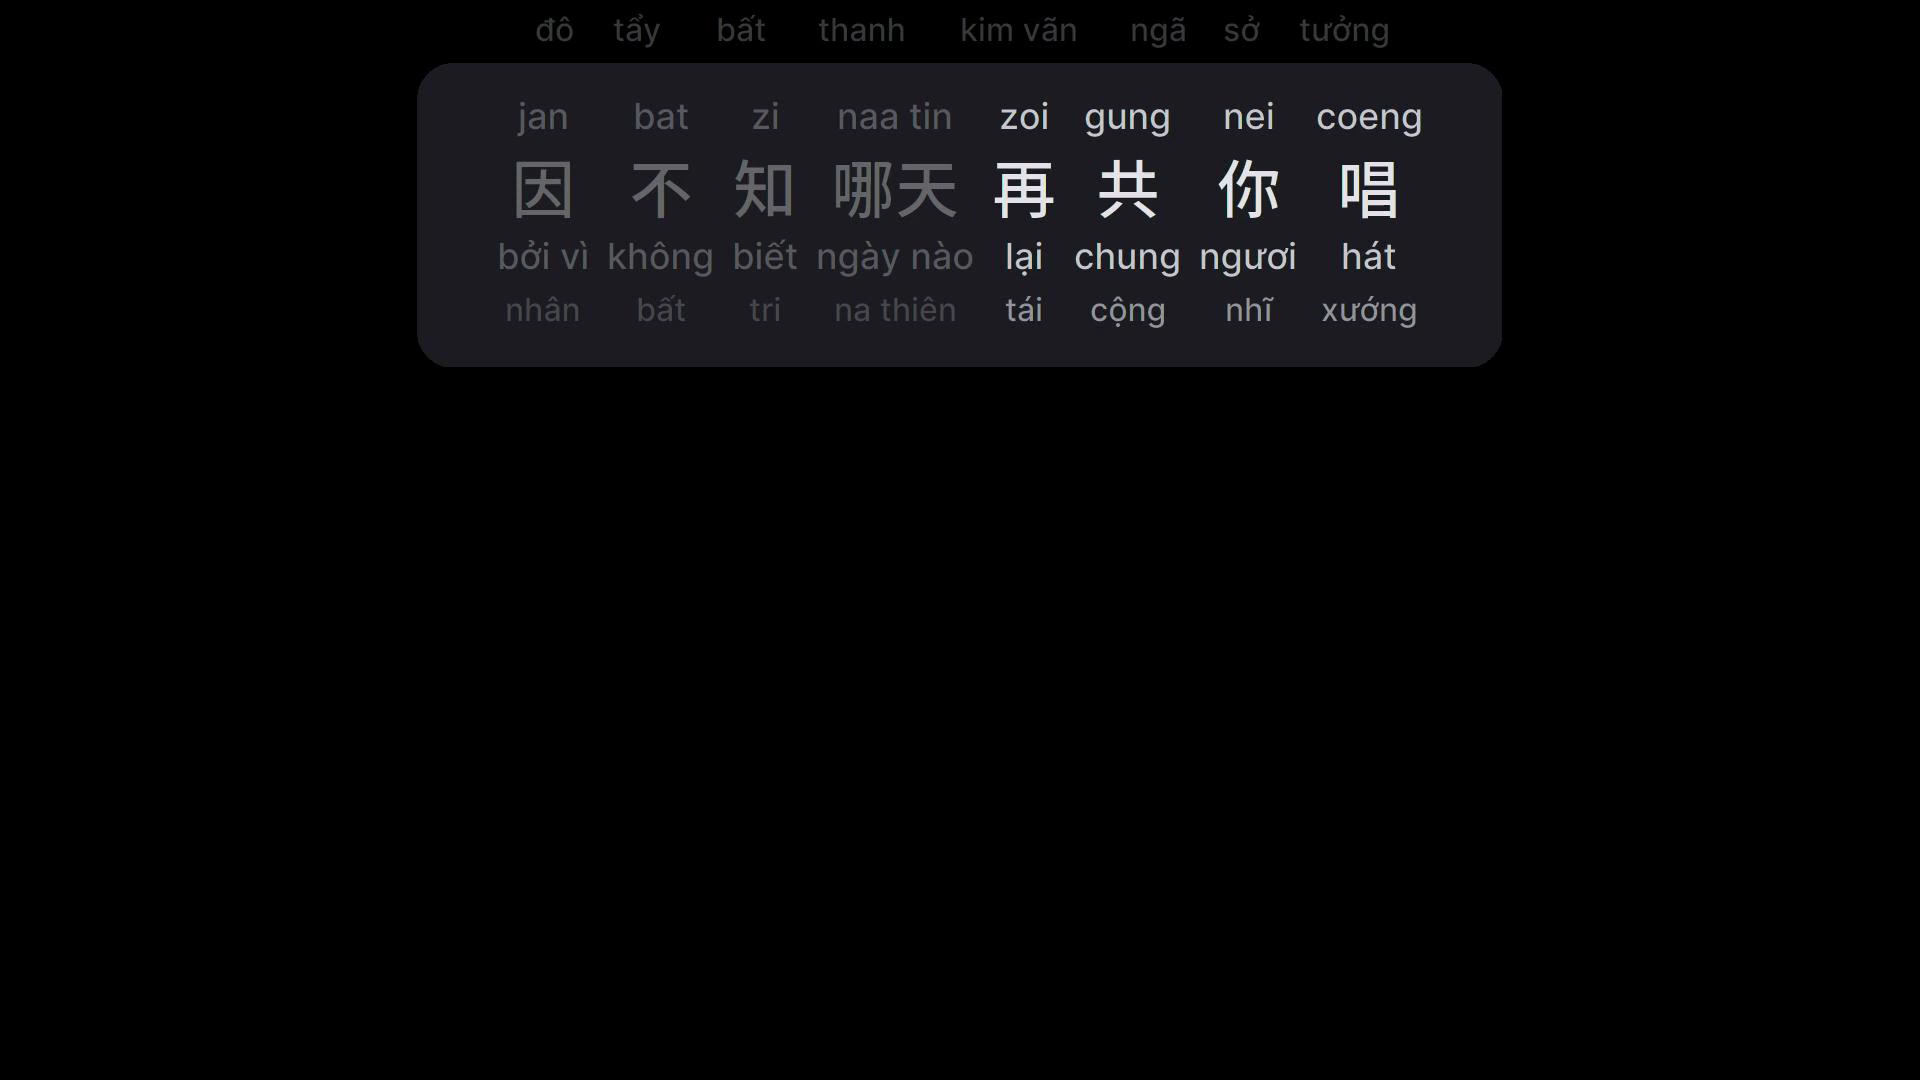 đô tẩy bất thanh kim vãn ngã sở tưởng
jan bat zi naa tin zoi gung nei coeng
因 不 知 哪天 再 共 你 唱
bởi vì không biết ngày nào lại chung ngươi hát
nhân bất tri na thiên tái cộng nhĩ xướng